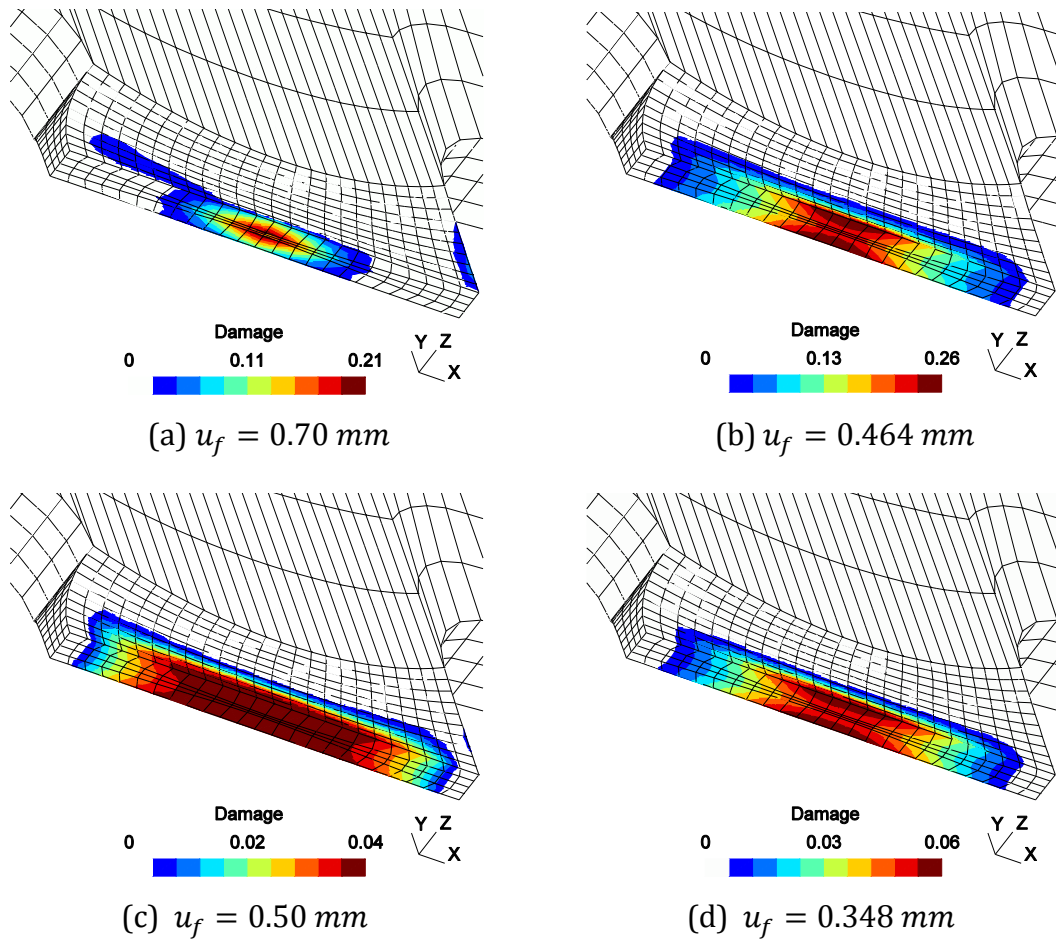 Damage
0 0.11 0.21
Y Z
X
(a) u_f = 0.70 mm
Damage
0 0.13 0.26
Y Z
X
(b) u_f = 0.464 mm
Damage
0 0.02 0.04
Y Z
X
(c) u_f = 0.50 mm
Damage
0 0.03 0.06
Y Z
X
(d) u_f = 0.348 mm